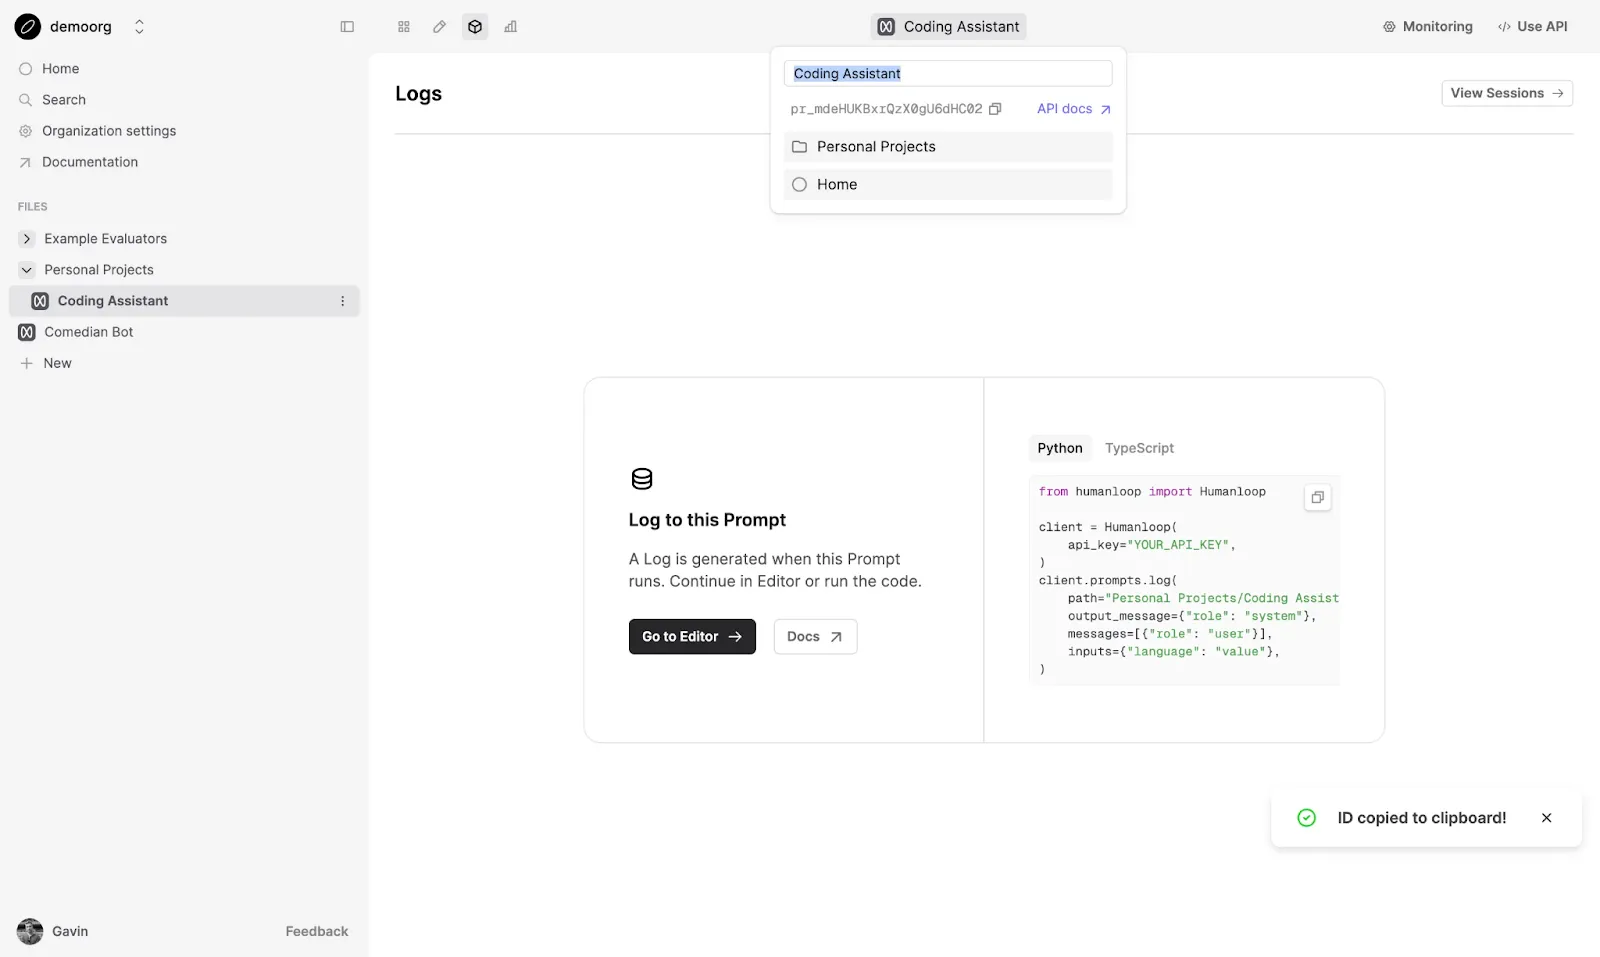 demoorg
Home
Search
Organization settings
Documentation
FILES
Example Evaluators
Personal Projects
Coding Assistant
Comedian Bot
New
Gavin
Feedback
Coding Assistant
Monitoring
Use API
Logs
View Sessions
Coding Assistant
pr_mdeHUKBxrQzX0gU6dHC02
API docs
Personal Projects
Home
Log to this Prompt
A Log is generated when this Prompt
runs. Continue in Editor or run the code.
Go to Editor
Docs
Python
TypeScript
from humanloop import Humanloop
client = Humanloop(
api_key="YOUR_API_KEY",
)
client.prompts.log(
path="Personal Projects/Coding Assist
output_message={"role": "system"},
messages=[{"role": "user"}],
inputs={"language": "value"},
)
ID copied to clipboard!